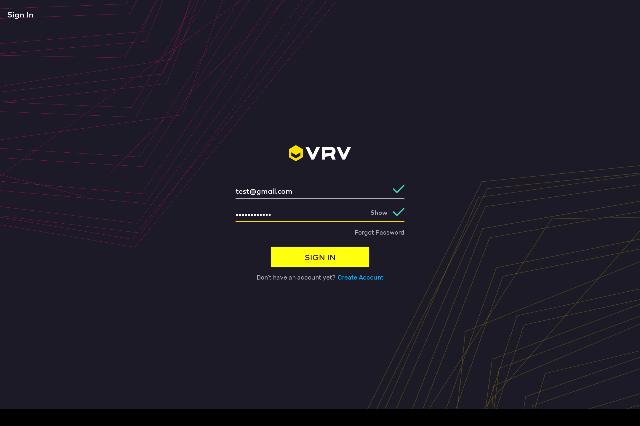 Sign In
VRV
test@gmail.com
Show
Forgot Password
SIGN IN
Don't have an account yet? Create Account